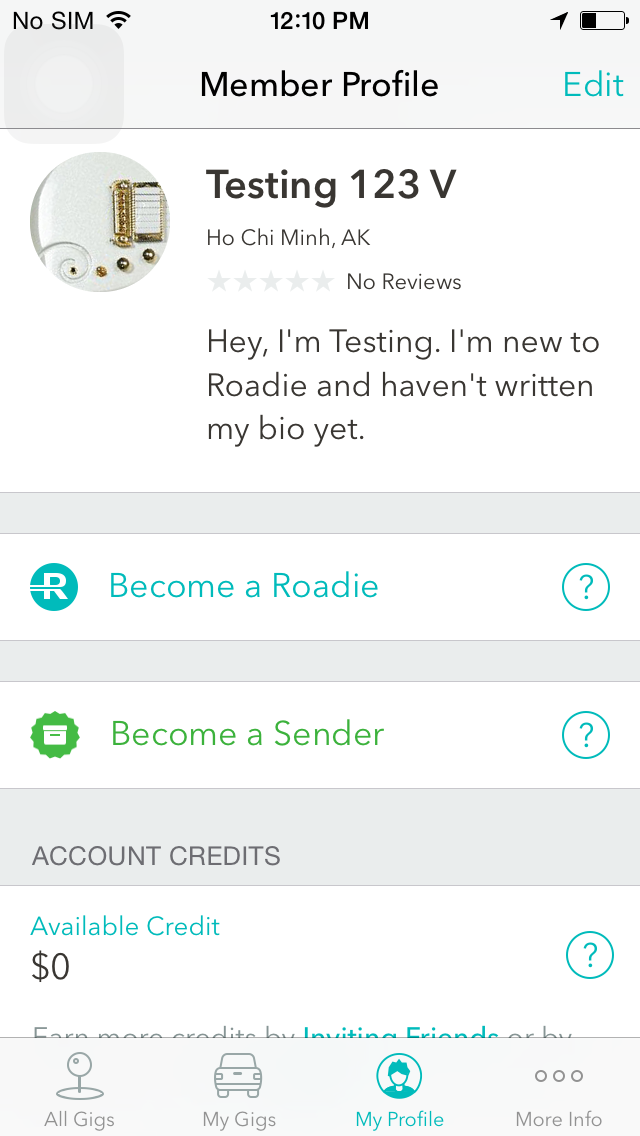 No SIM 12:10 PM
Member Profile Edit
Testing 123 V
Ho Chi Minh, AK
No Reviews
Hey, I'm Testing. I'm new to
Roadie and haven't written
my bio yet.
R Become a Roadie ?
Become a Sender ?
ACCOUNT CREDITS
Available Credit
$0 ?
Earn more credits by Inviting Friends or by
All Gigs My Gigs My Profile More Info